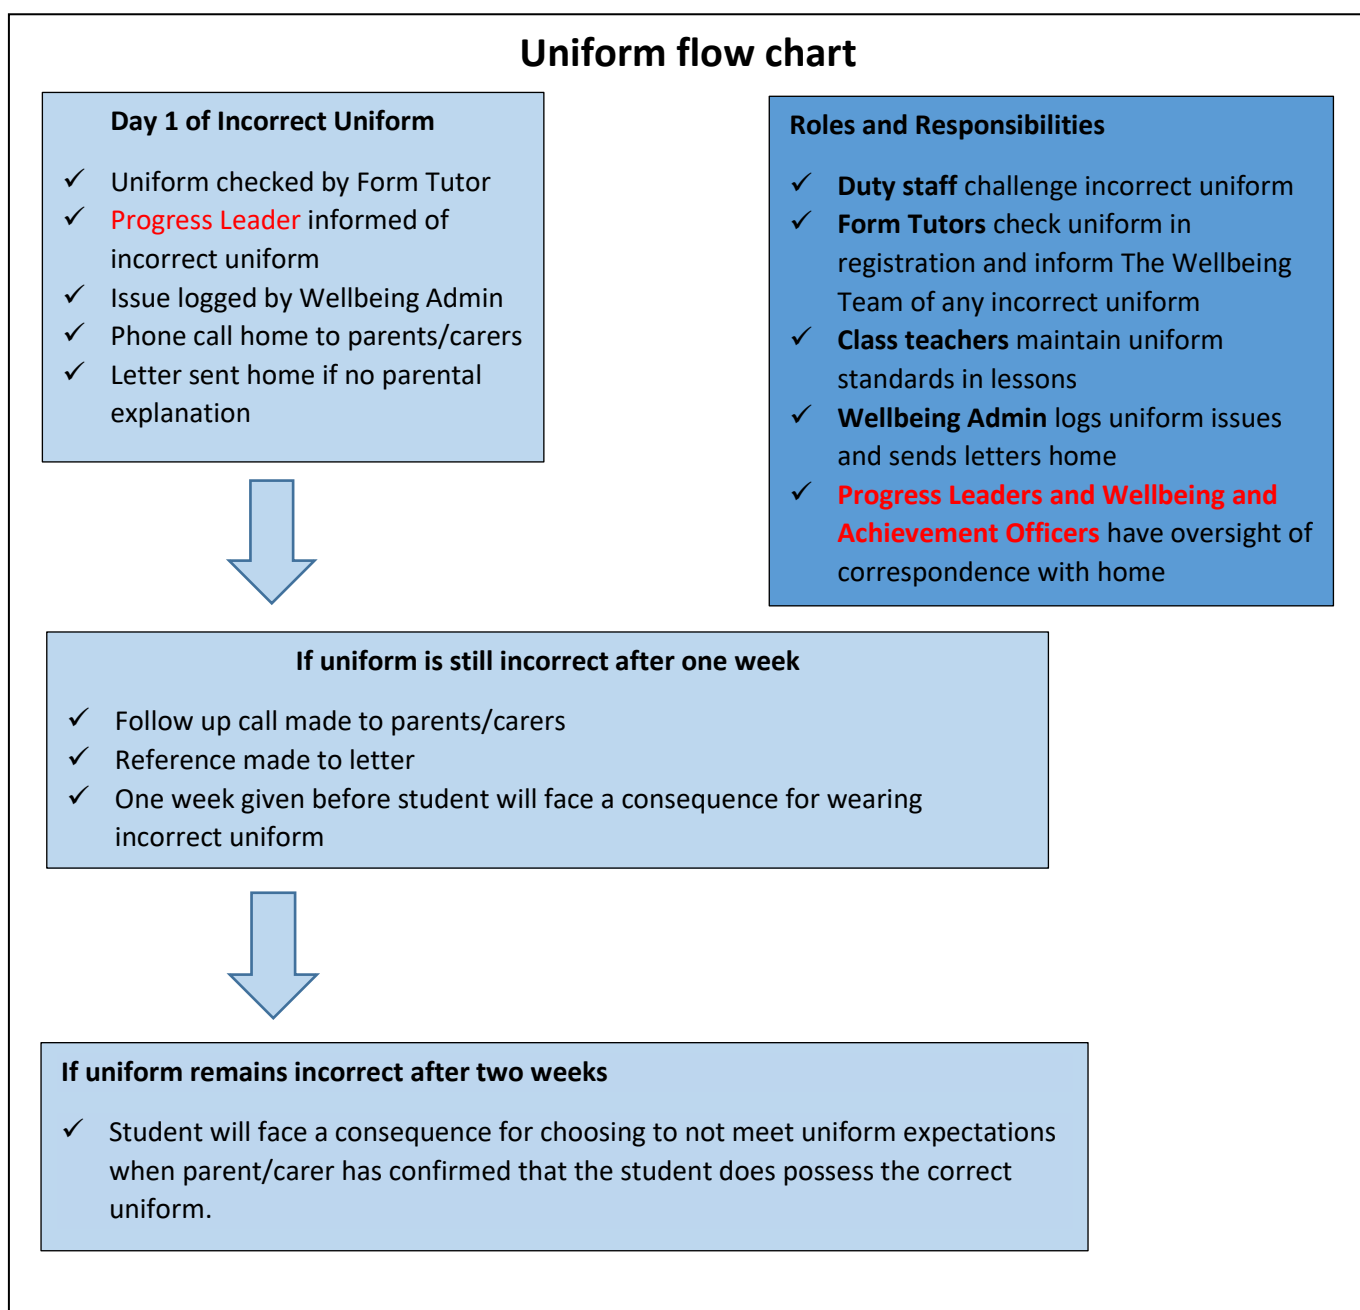 Uniform flow chart
Day 1 of Incorrect Uniform
✓ Uniform checked by Form Tutor
✓ Progress Leader informed of
incorrect uniform
✓ Issue logged by Wellbeing Admin
✓ Phone call home to parents/carers
✓ Letter sent home if no parental
explanation
Roles and Responsibilities
✓ Duty staff challenge incorrect uniform
✓ Form Tutors check uniform in
registration and inform The Wellbeing
Team of any incorrect uniform
✓ Class teachers maintain uniform
standards in lessons
✓ Wellbeing Admin logs uniform issues
and sends letters home
✓ Progress Leaders and Wellbeing and
Achievement Officers have oversight of
correspondence with home
If uniform is still incorrect after one week
✓ Follow up call made to parents/carers
✓ Reference made to letter
✓ One week given before student will face a consequence for wearing
incorrect uniform
If uniform remains incorrect after two weeks
✓ Student will face a consequence for choosing to not meet uniform expectations
when parent/carer has confirmed that the student does possess the correct
uniform.